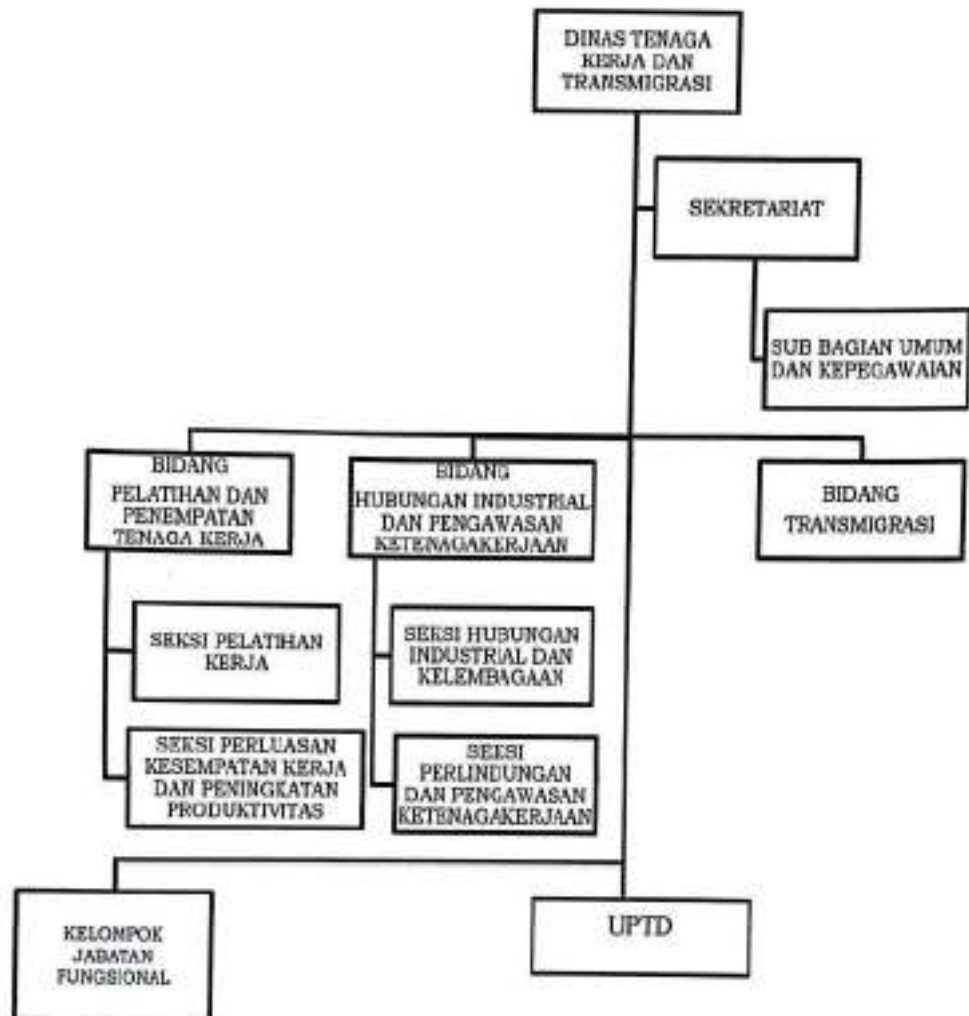 DINAS TENAGA
KERJA DAN
TRANSMIGRASI
SEKRETARIAT
SUB BAGIAN UMUM
DAN KEPEGAWAIAN
BIDANG
PELATIHAN DAN
PENEMPATAN
TENAGA KERJA
BIDANG
HUBUNGAN INDUSTRIAL
DAN PENGAWASAN
KETENAGAKERJAAN
BIDANG
TRANSMIGRASI
SEKSI PELATIHAN
KERJA
SEKSI HUBUNGAN
INDUSTRIAL DAN
KELEMBAGAAN
SEKSI PERLUASAN
KESEMPATAN KERJA
DAN PENINGKATAN
PRODUKTIVITAS
SEKSI
PERLINDUNGAN
DAN PENGAWASAN
KETENAGAKERJAAN
KELOMPOK
JABATAN
FUNGSIONAL
UPTD